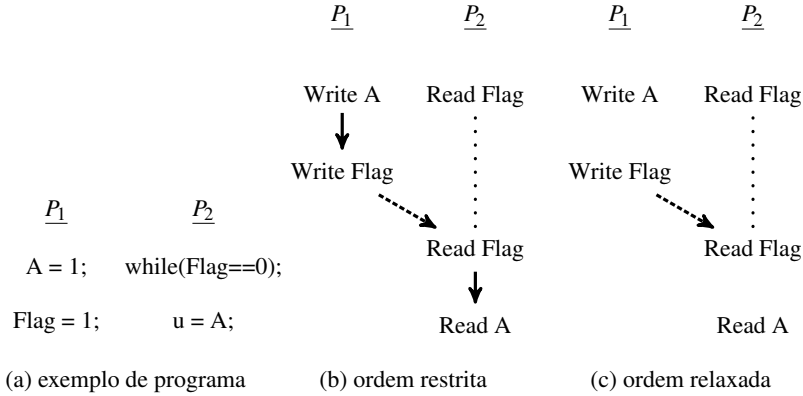 P1 P2 P1 P2
Write A Read Flag Write A Read Flag
Write Flag Write Flag
P1 P2
Read Flag Read Flag
A = 1; while(Flag==0);
Flag = 1; u = A; Read A Read A
(a) exemplo de programa (b) ordem restrita (c) ordem relaxada